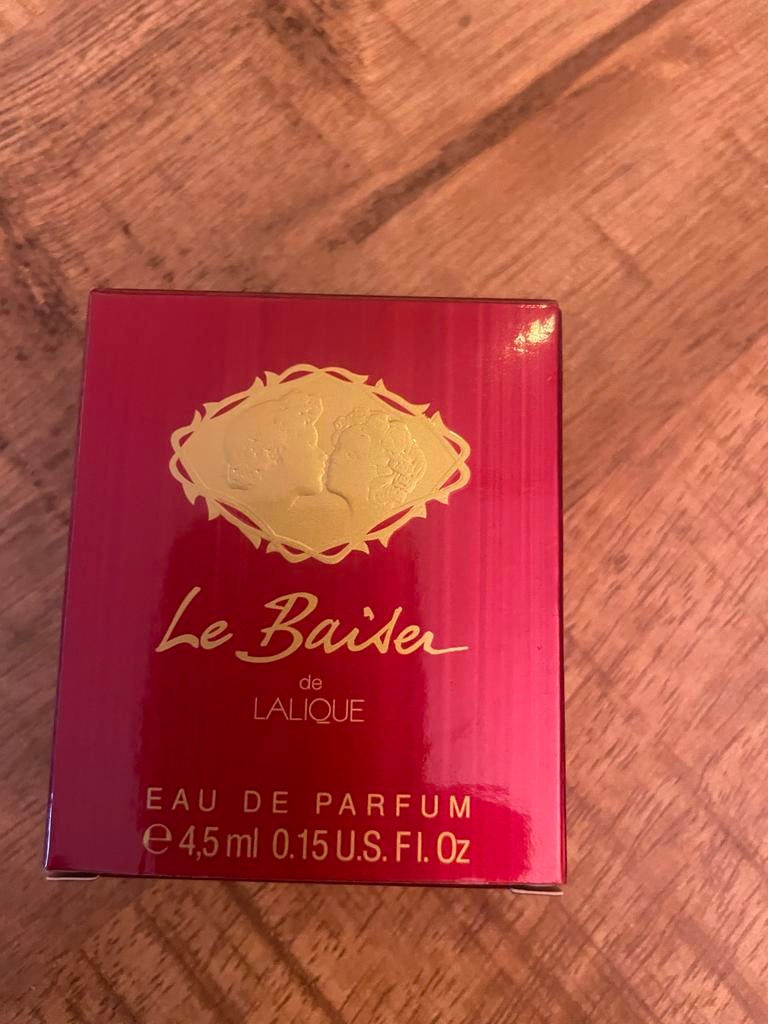 Le Baiser
de
LALIQUE
EAU DE PARFUM
℮ 4,5 ml 0.15 U.S. Fl. Oz